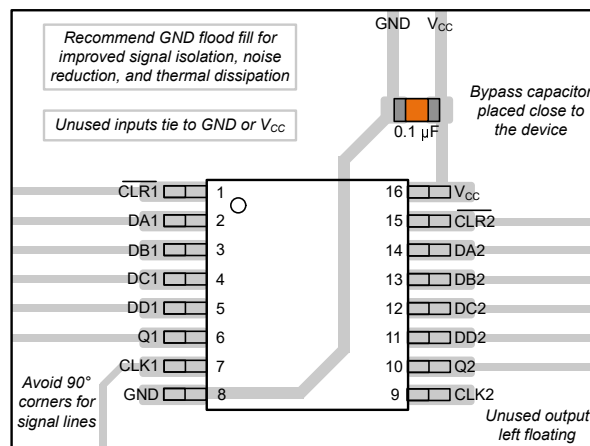 GND V_CC
Recommend GND flood fill for
improved signal isolation, noise
reduction, and thermal dissipation
Unused inputs tie to GND or V_CC
Bypass capacitor
placed close to
the device
0.1 µF
CLR1 1 16 V_CC
DA1 2 15 CLR2
DB1 3 14 DA2
DC1 4 13 DB2
DD1 5 12 DC2
Q1 6 11 DD2
CLK1 7 10 Q2
GND 8 9 CLK2
Avoid 90°
corners for
signal lines
Unused output
left floating